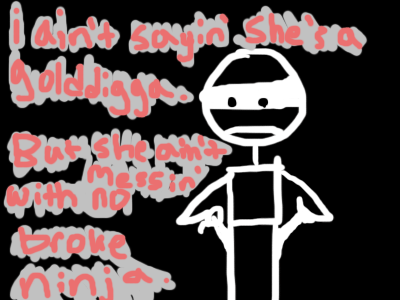 i ain't sayin' she's a
golddigga.
But she ain't
messin'
with no
broke
ninja.